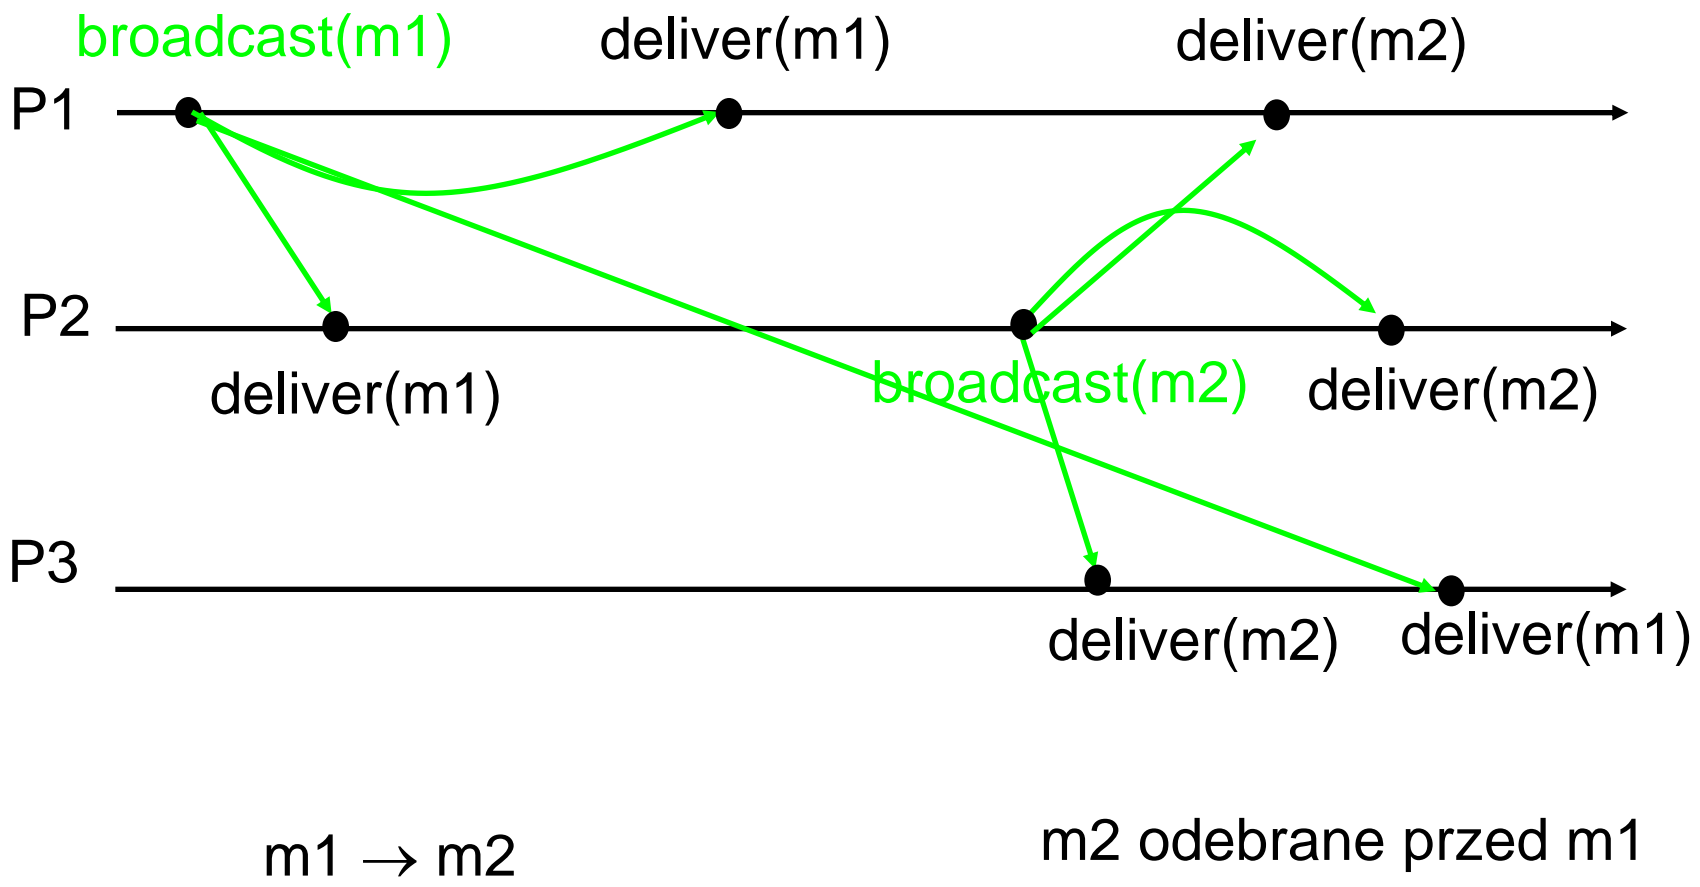 broadcast(m1)
deliver(m1)
deliver(m2)
P1
P2
deliver(m1)
broadcast(m2)
deliver(m2)
P3
deliver(m2)
deliver(m1)
m1 → m2
m2 odebrane przed m1